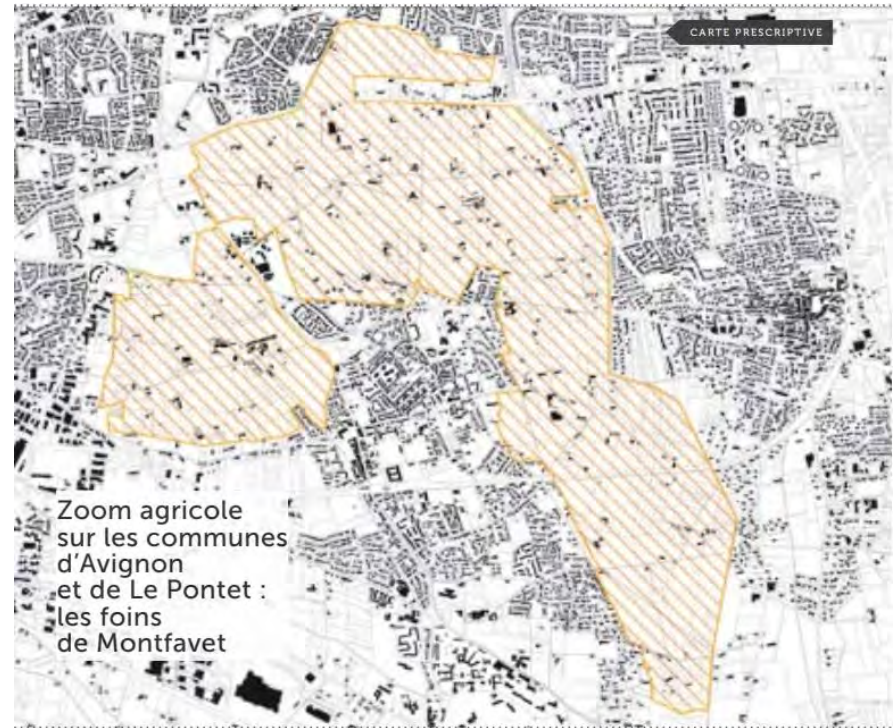 CARTE PRESCRIPTIVE
Zoom agricole
sur les communes
d'Avignon
et de Le Pontet :
les foins
de Montfavet